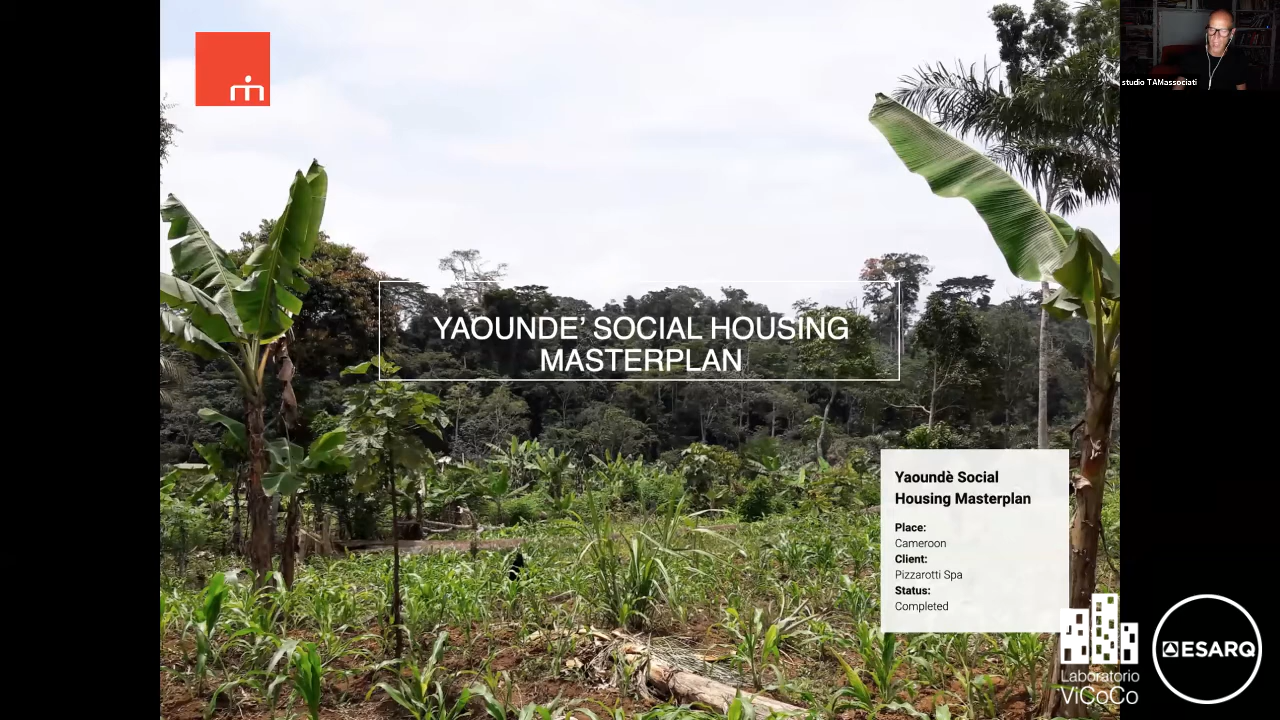 studio TAMassociati
YAOUNDE’ SOCIAL HOUSING
MASTERPLAN
Yaoundè Social
Housing Masterplan
Place:
Cameroon
Client:
Pizzarotti Spa
Status:
Completed
Laboratorio
ViCoCo
ESARQ